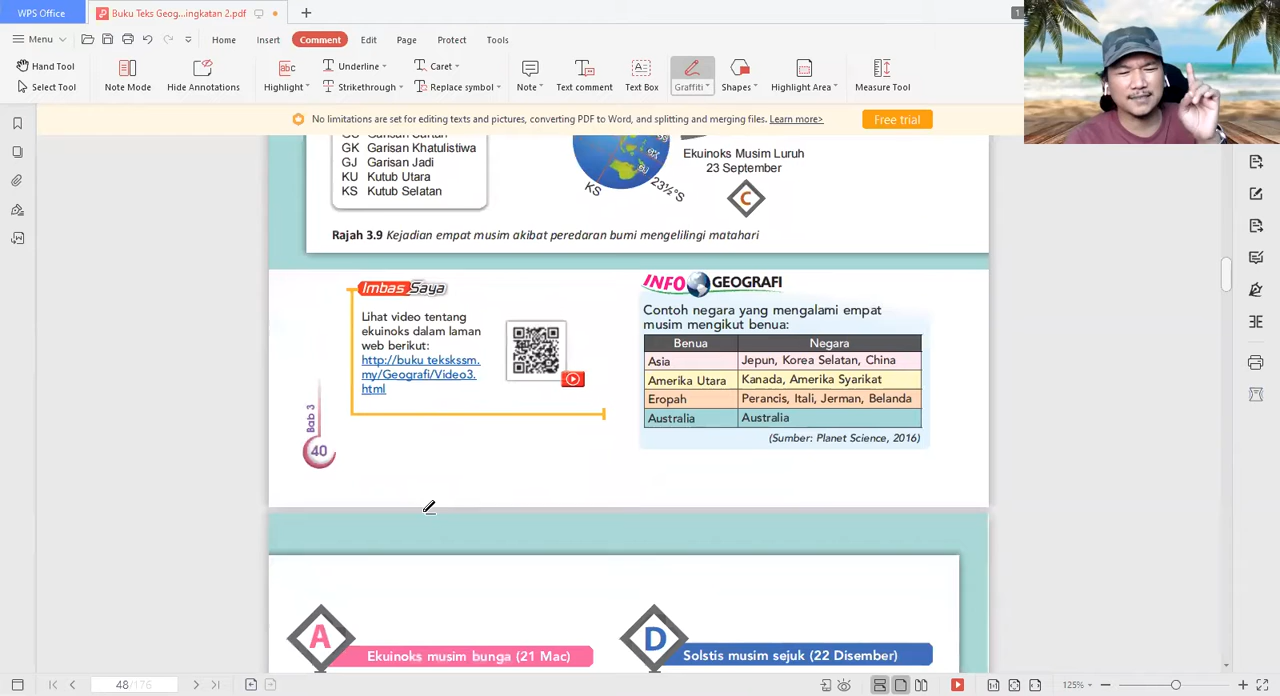 WPS Office
Buku Teks Geog...ingkatan 2.pdf
1
Menu
Home
Insert
Comment
Edit
Page
Protect
Tools
Hand Tool
Select Tool
Note Mode
Hide Annotations
Highlight
Underline
Strikethrough
Caret
Replace symbol
Note
Text comment
Text Box
Graffiti
Shapes
Highlight Area
Measure Tool
No limitations are set for editing texts and pictures, converting PDF to Word, and splitting and merging files. Learn more>
Free trial
GK Garisan Khatulistiwa
GJ Garisan Jadi
KU Kutub Utara
KS Kutub Selatan
GK
GJ
KS
23½°S
Ekuinoks Musim Luruh
23 September
C
Rajah 3.9 Kejadian empat musim akibat peredaran bumi mengelilingi matahari
Imbas Saya
Lihat video tentang
ekuinoks dalam laman
web berikut:
http://buku tekskssm.
my/Geografi/Video3.
html
Bab 3
40
INFO GEOGRAFI
Contoh negara yang mengalami empat
musim mengikut benua:
Benua Negara
Asia Jepun, Korea Selatan, China
Amerika Utara Kanada, Amerika Syarikat
Eropah Perancis, Itali, Jerman, Belanda
Australia Australia
(Sumber: Planet Science, 2016)
A
Ekuinoks musim bunga (21 Mac)
D
Solstis musim sejuk (22 Disember)
48/176
125%